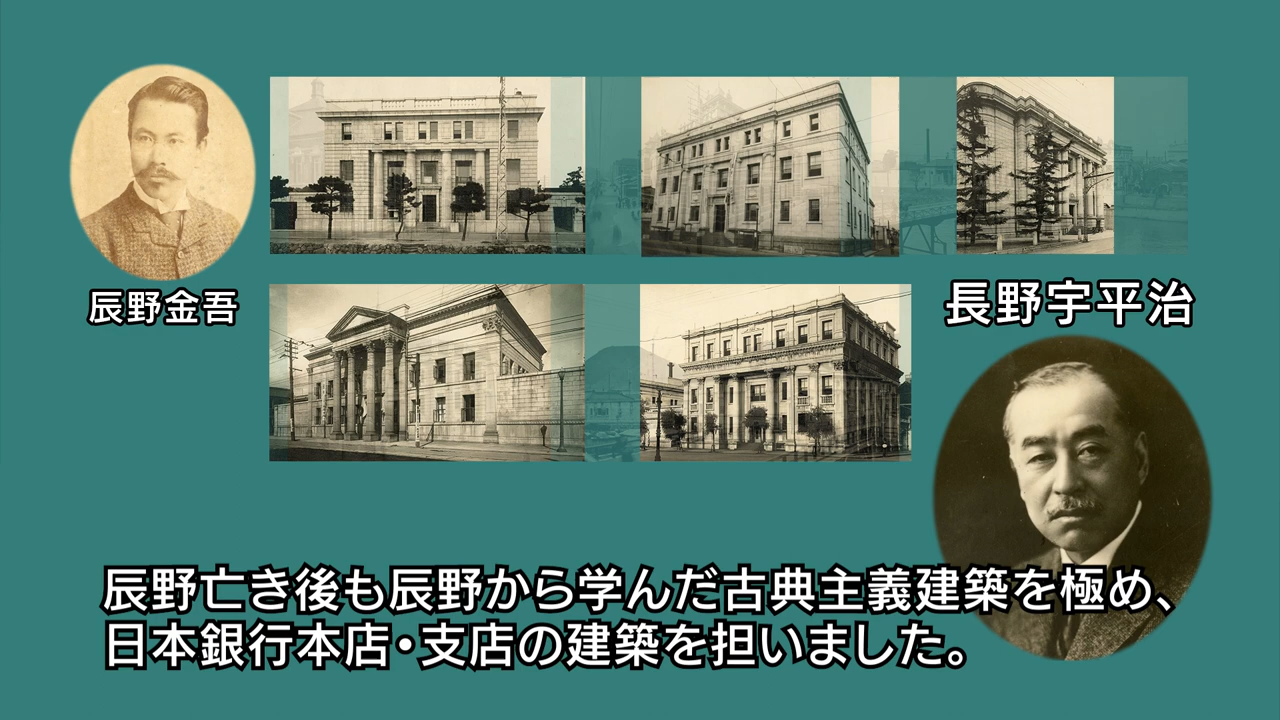 辰野金吾
長野宇平治
辰野亡き後も辰野から学んだ古典主義建築を極め、
日本銀行本店・支店の建築を担いました。